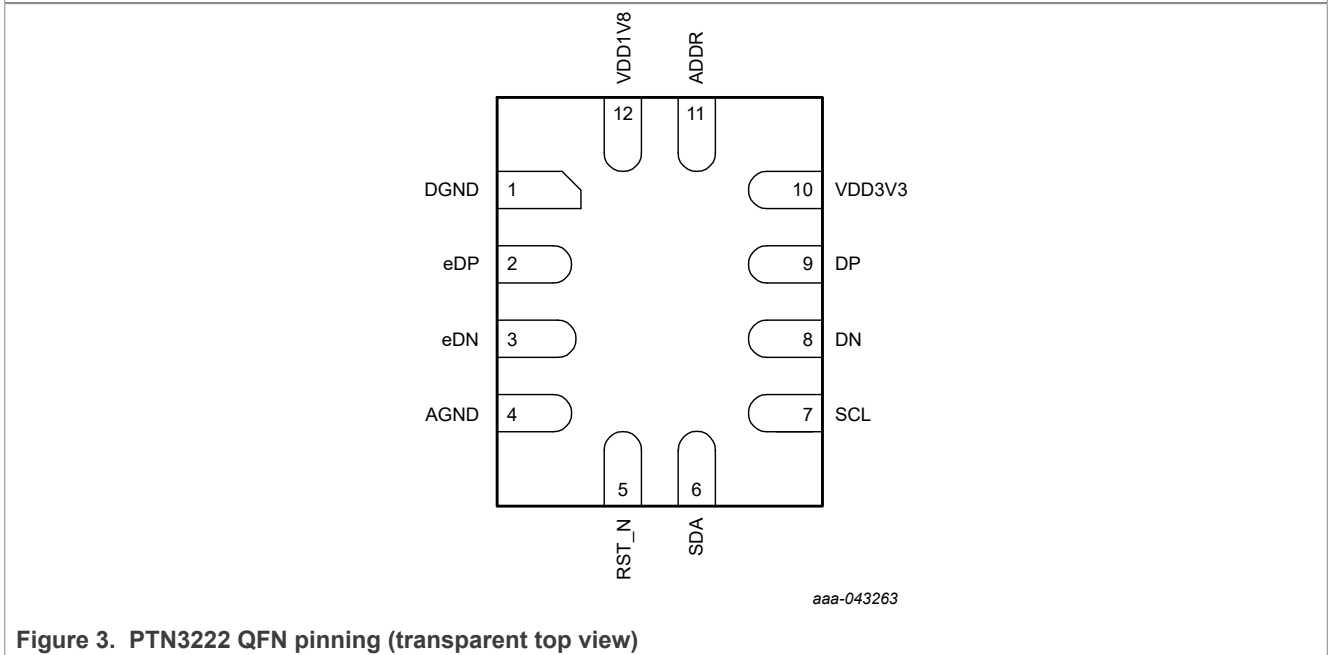 VDD1V8
ADDR
12
11
DGND
1
10
VDD3V3
eDP
2
9
DP
eDN
3
8
DN
AGND
4
7
SCL
5
6
RST_N
SDA
aaa-043263
Figure 3. PTN3222 QFN pinning (transparent top view)